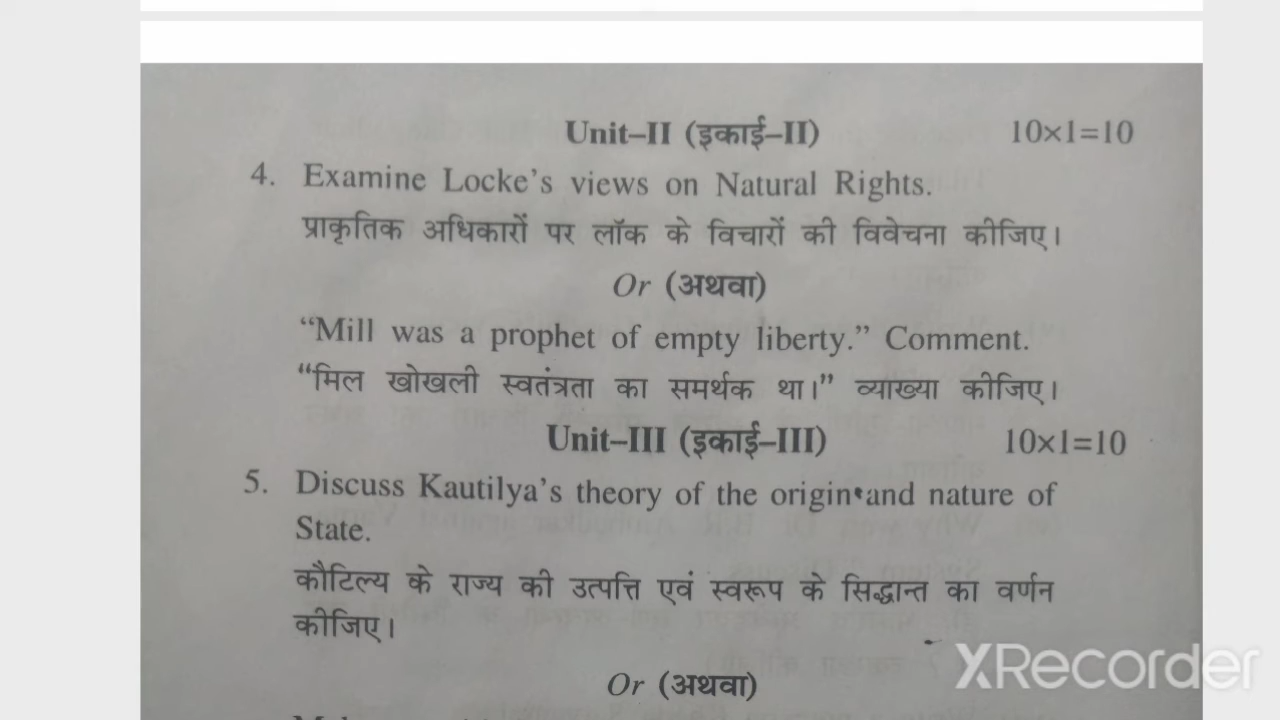 Unit–II (इकाई–II) 10×1=10
4. Examine Locke's views on Natural Rights.
प्राकृतिक अधिकारों पर लॉक के विचारों की विवेचना कीजिए।
Or (अथवा)
“Mill was a prophet of empty liberty.” Comment.
“मिल खोखली स्वतंत्रता का समर्थक था।” व्याख्या कीजिए।
Unit–III (इकाई–III) 10×1=10
5. Discuss Kautilya's theory of the origin and nature of
State.
कौटिल्य के राज्य की उत्पत्ति एवं स्वरूप के सिद्धान्त का वर्णन
कीजिए।
Or (अथवा)
XRecorder